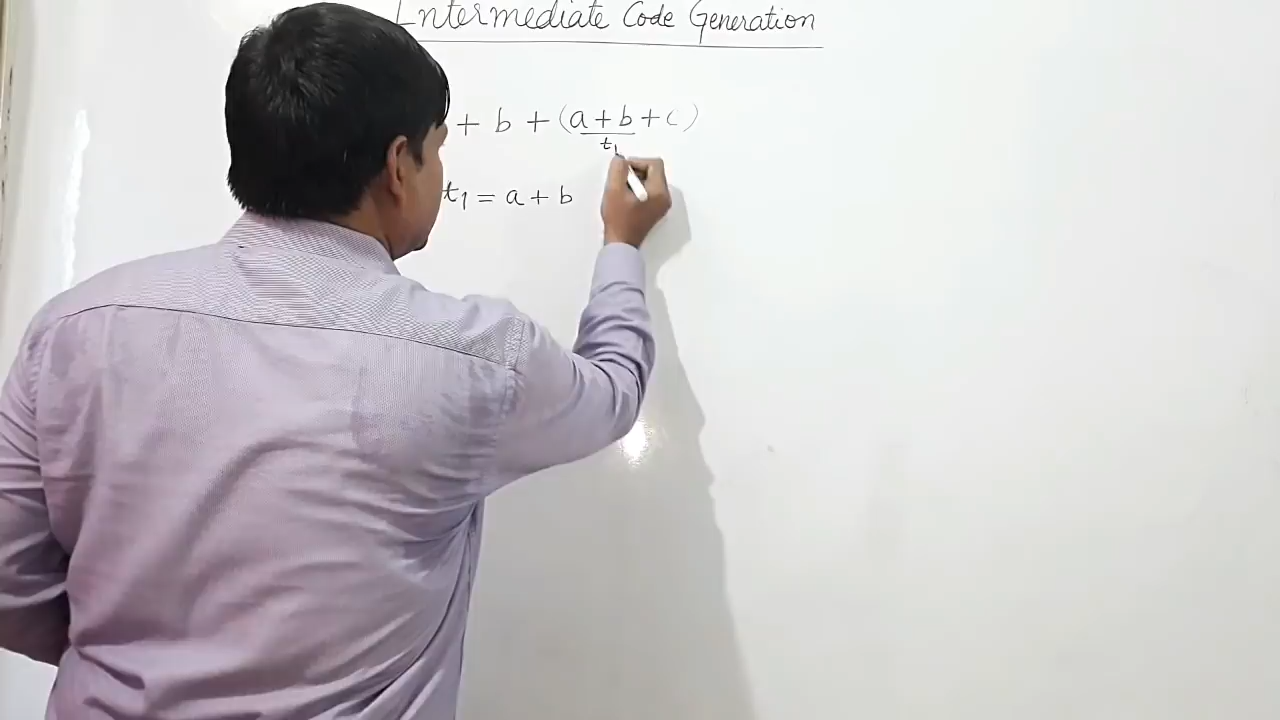 Intermediate Code Generation
+ b + (a + b + c)
t₁
t₁ = a + b